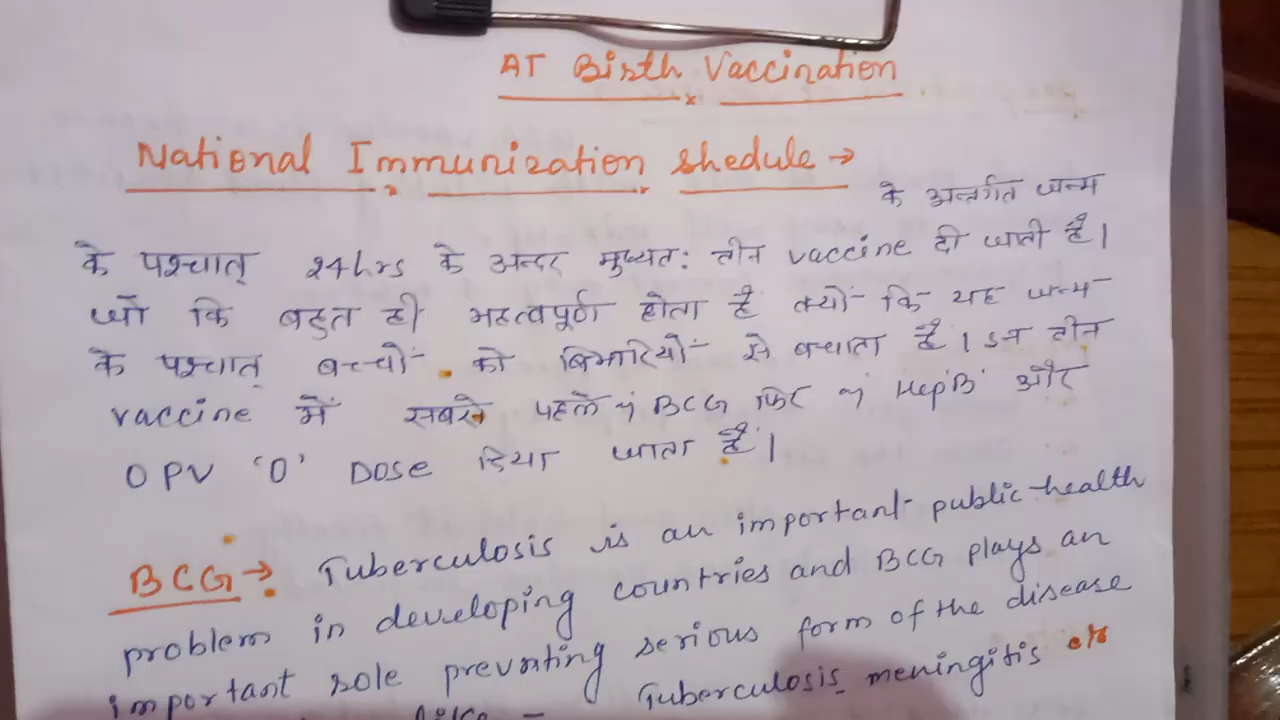 AT Birth Vaccination
National Immunization Shedule →
के अन्तर्गत जन्म
के पश्चात् 24hrs के अन्दर मुख्यत: तीन vaccine दी जाती है।
जो कि बहुत ही महत्वपूर्ण होता है क्यों कि यह जन्म
के पश्चात् बच्चों को बिमारियों से बचाता है। इन तीन
vaccine में सबसे पहले BCG फिर Hep'B' और
OPV '0' DOSE दिया जाता है।
BCG → Tuberculosis is an important public health
problem in developing countries and BCG plays an
important role prevnting serious form of the disease
like - Tuberculosis meningitis